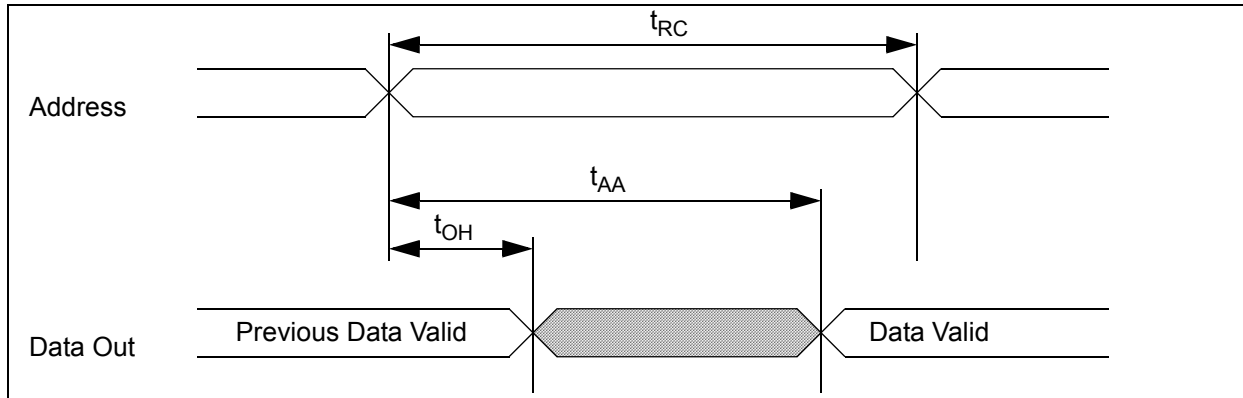 tRC
Address
tAA
tOH
Previous Data Valid
Data Valid
Data Out